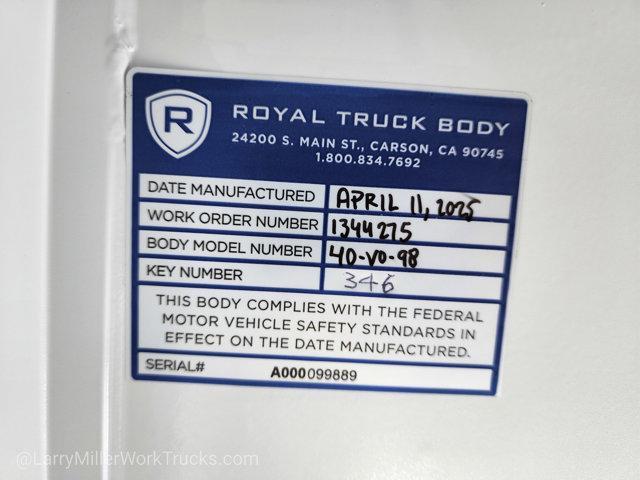 R
ROYAL TRUCK BODY
24200 S. MAIN ST., CARSON, CA 90745
1.800.834.7692
DATE MANUFACTURED APRIL 11, 2025
WORK ORDER NUMBER 1344275
BODY MODEL NUMBER 40-VO-98
KEY NUMBER 346
THIS BODY COMPLIES WITH THE FEDERAL
MOTOR VEHICLE SAFETY STANDARDS IN
EFFECT ON THE DATE MANUFACTURED.
SERIAL# A000099889
@LarryMillerWorkTrucks.com